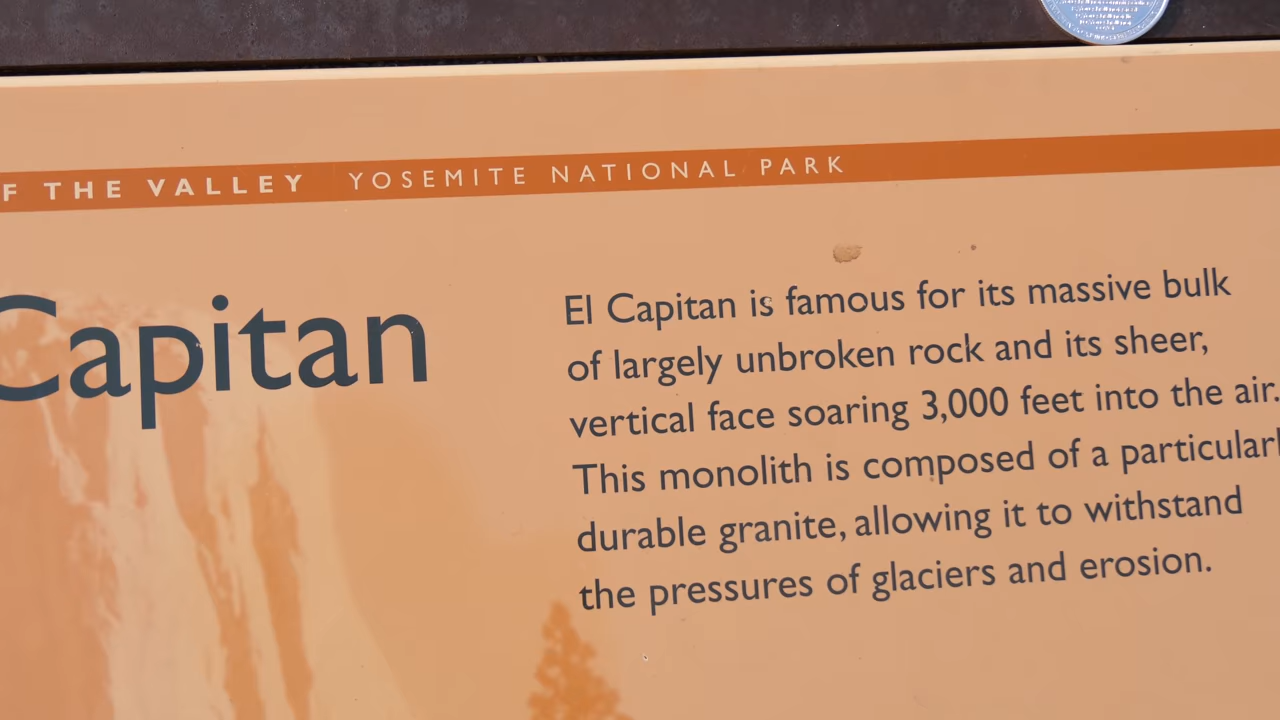 F THE VALLEY YOSEMITE NATIONAL PARK
Capitan
El Capitan is famous for its massive bulk
of largely unbroken rock and its sheer,
vertical face soaring 3,000 feet into the air.
This monolith is composed of a particularl
durable granite, allowing it to withstand
the pressures of glaciers and erosion.